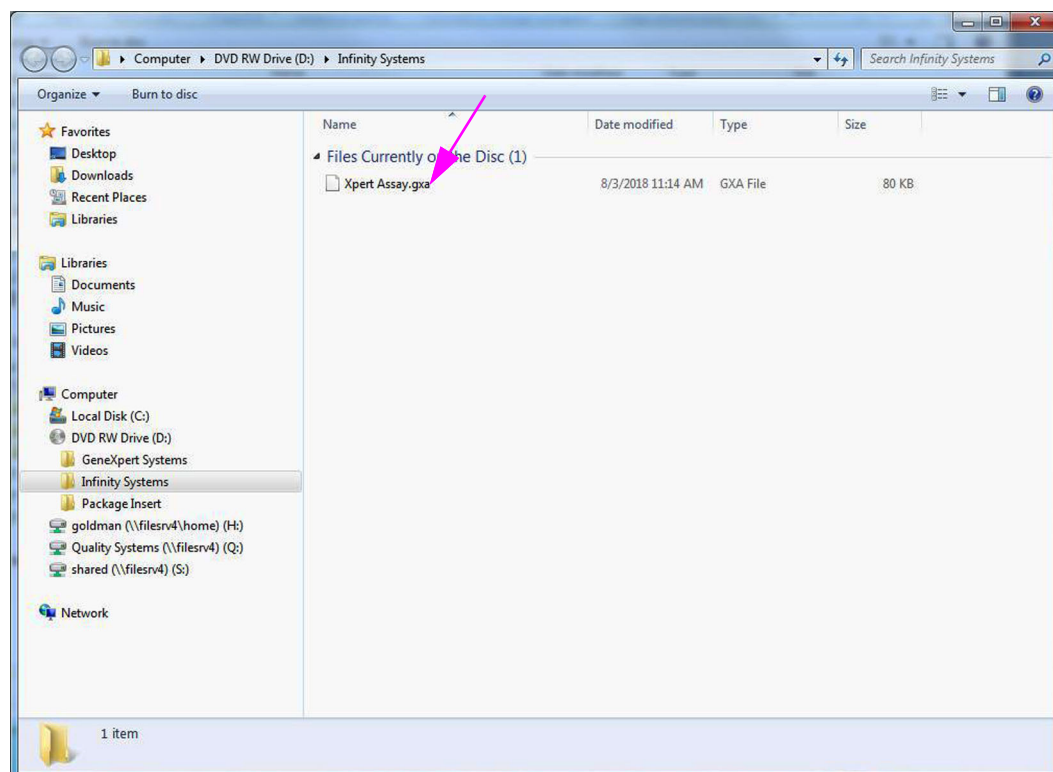 Computer ▸ DVD RW Drive (D:) ▸ Infinity Systems
Search Infinity Systems
Organize Burn to disc
Favorites
Desktop
Downloads
Recent Places
Libraries
Libraries
Documents
Music
Pictures
Videos
Computer
Local Disk (C:)
DVD RW Drive (D:)
GeneXpert Systems
Infinity Systems
Package Insert
goldman (\\filesrv4\home) (H:)
Quality Systems (\\filesrv4) (Q:)
shared (\\filesrv4) (S:)
Network
Name Date modified Type Size
Files Currently on the Disc (1)
Xpert Assay.gxa 8/3/2018 11:14 AM GXA File 80 KB
1 item